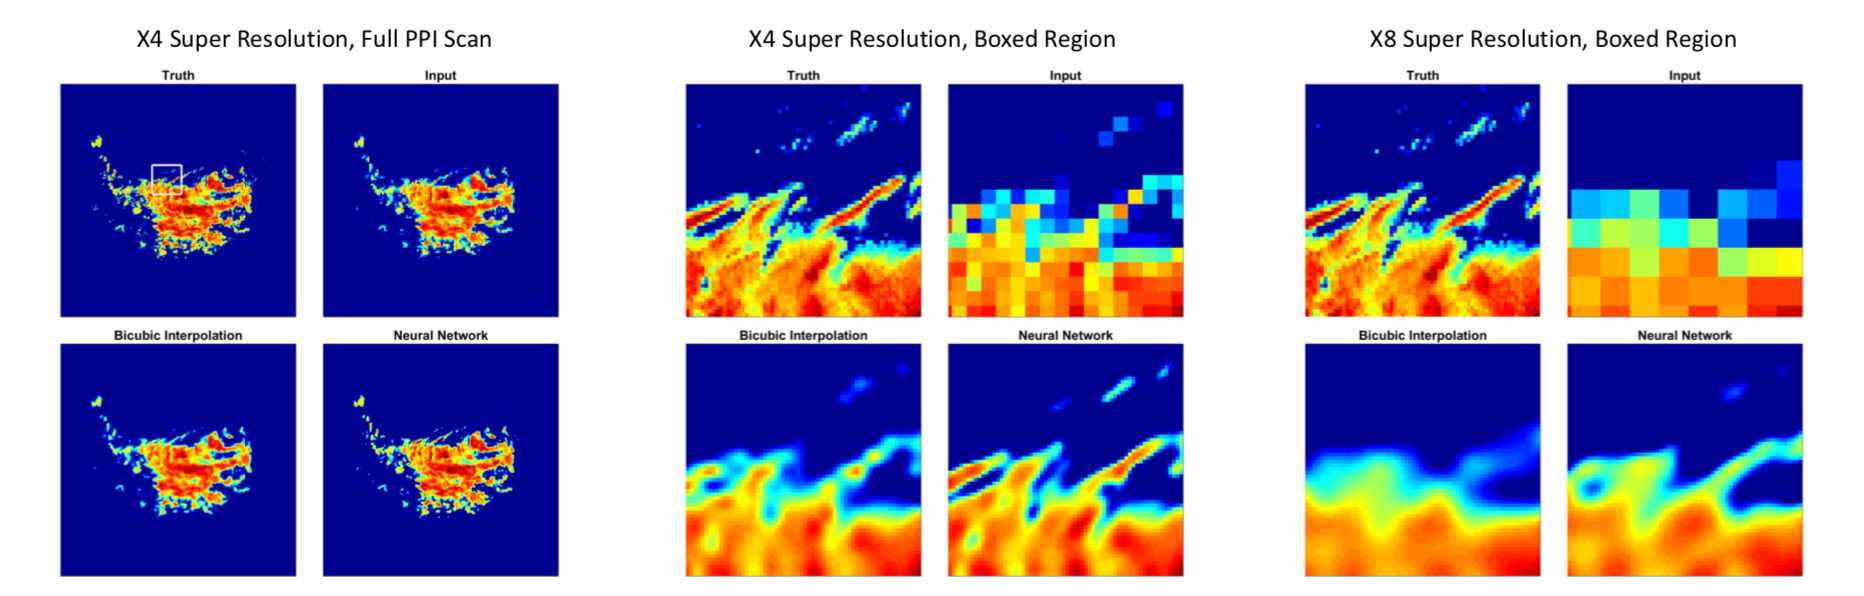 X4 Super Resolution, Full PPI Scan
Truth
Input
Bicubic Interpolation
Neural Network
X4 Super Resolution, Boxed Region
Truth
Input
Bicubic Interpolation
Neural Network
X8 Super Resolution, Boxed Region
Truth
Input
Bicubic Interpolation
Neural Network